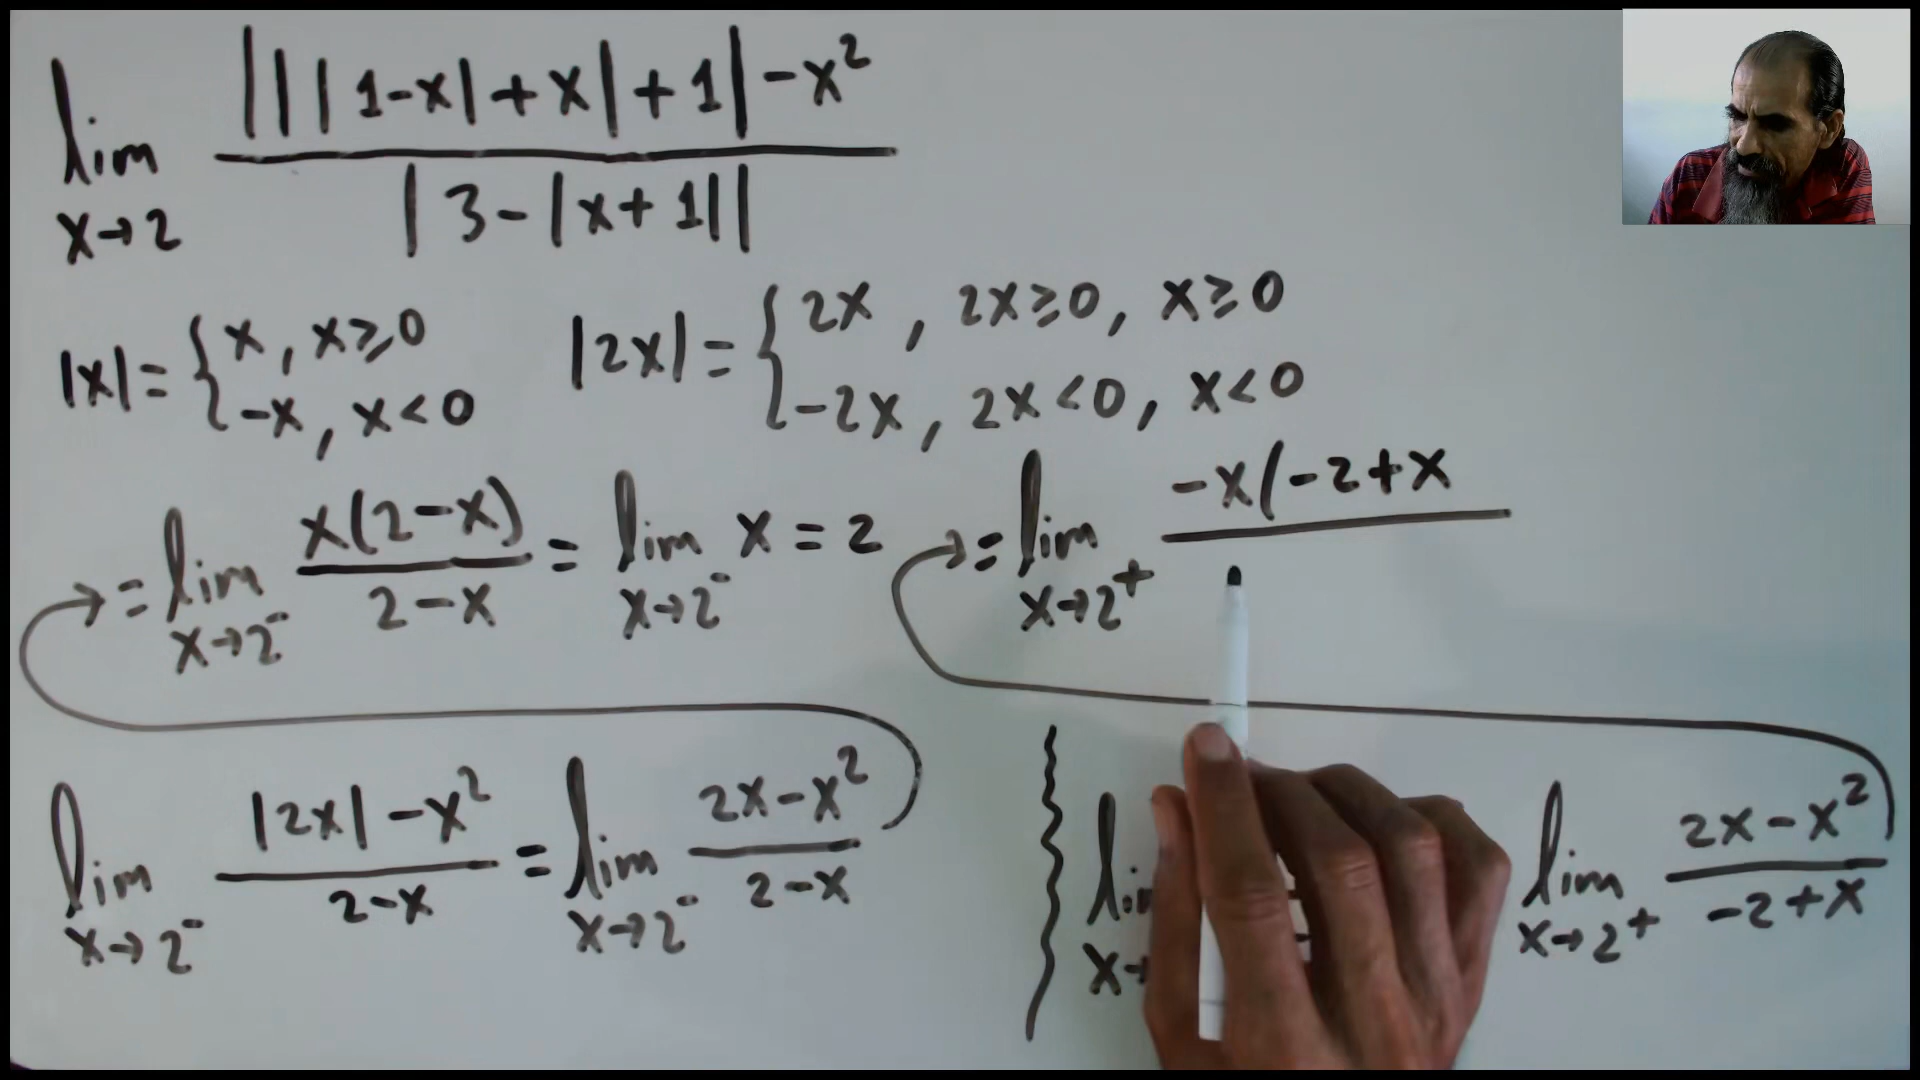 lim x→2 ||||1-x|+x|+1|-x² / |3-|x+1||
|x| = { x, x≥0
-x, x<0
|2x| = { 2x, 2x≥0, x≥0
-2x, 2x<0, x<0
→ = lim x→2⁻ x(2-x) / 2-x = lim x→2⁻ x = 2
→ = lim x→2⁺ -x(-2+x
lim x→2⁻ |2x|-x² / 2-x = lim x→2⁻ 2x-x² / 2-x
lim x→2⁺ 2x-x² / -2+x